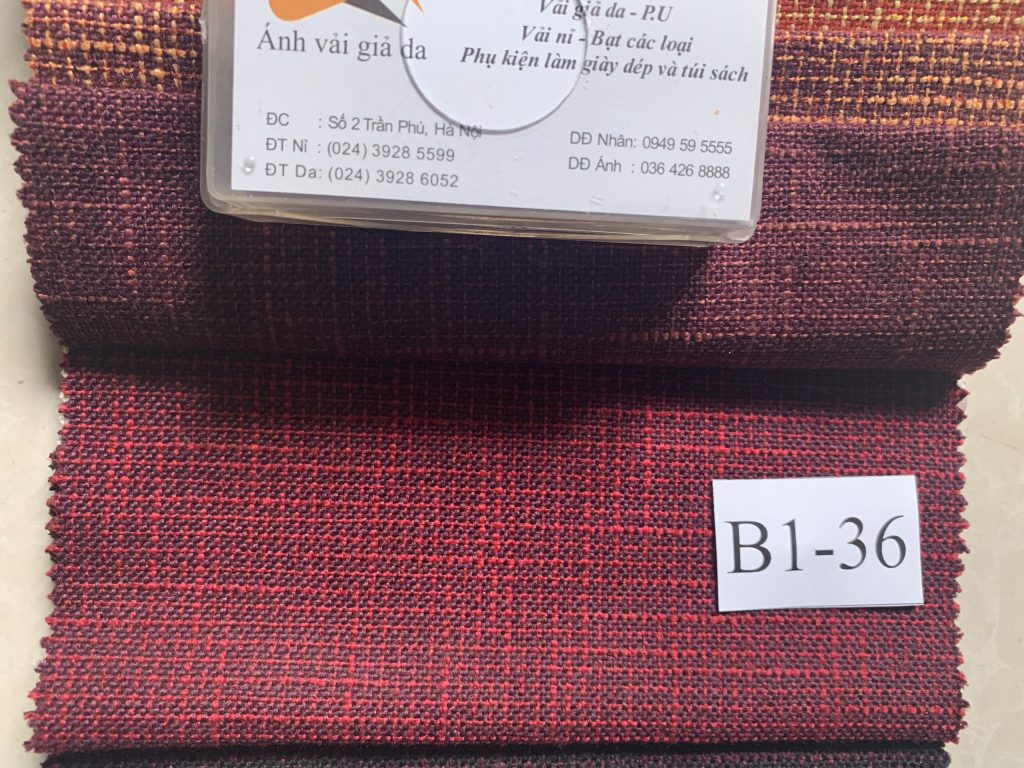 Vải giả da - P.U
Ánh vải giả da
Vải nỉ - Bạt các loại
Phụ kiện làm giày dép và túi sách
ĐC : Số 2 Trần Phú, Hà Nội
ĐT Nỉ : (024) 3928 5599
ĐT Da: (024) 3928 6052
DĐ Nhân: 0949 59 5555
DĐ Ánh : 036 426 8888
B1-36